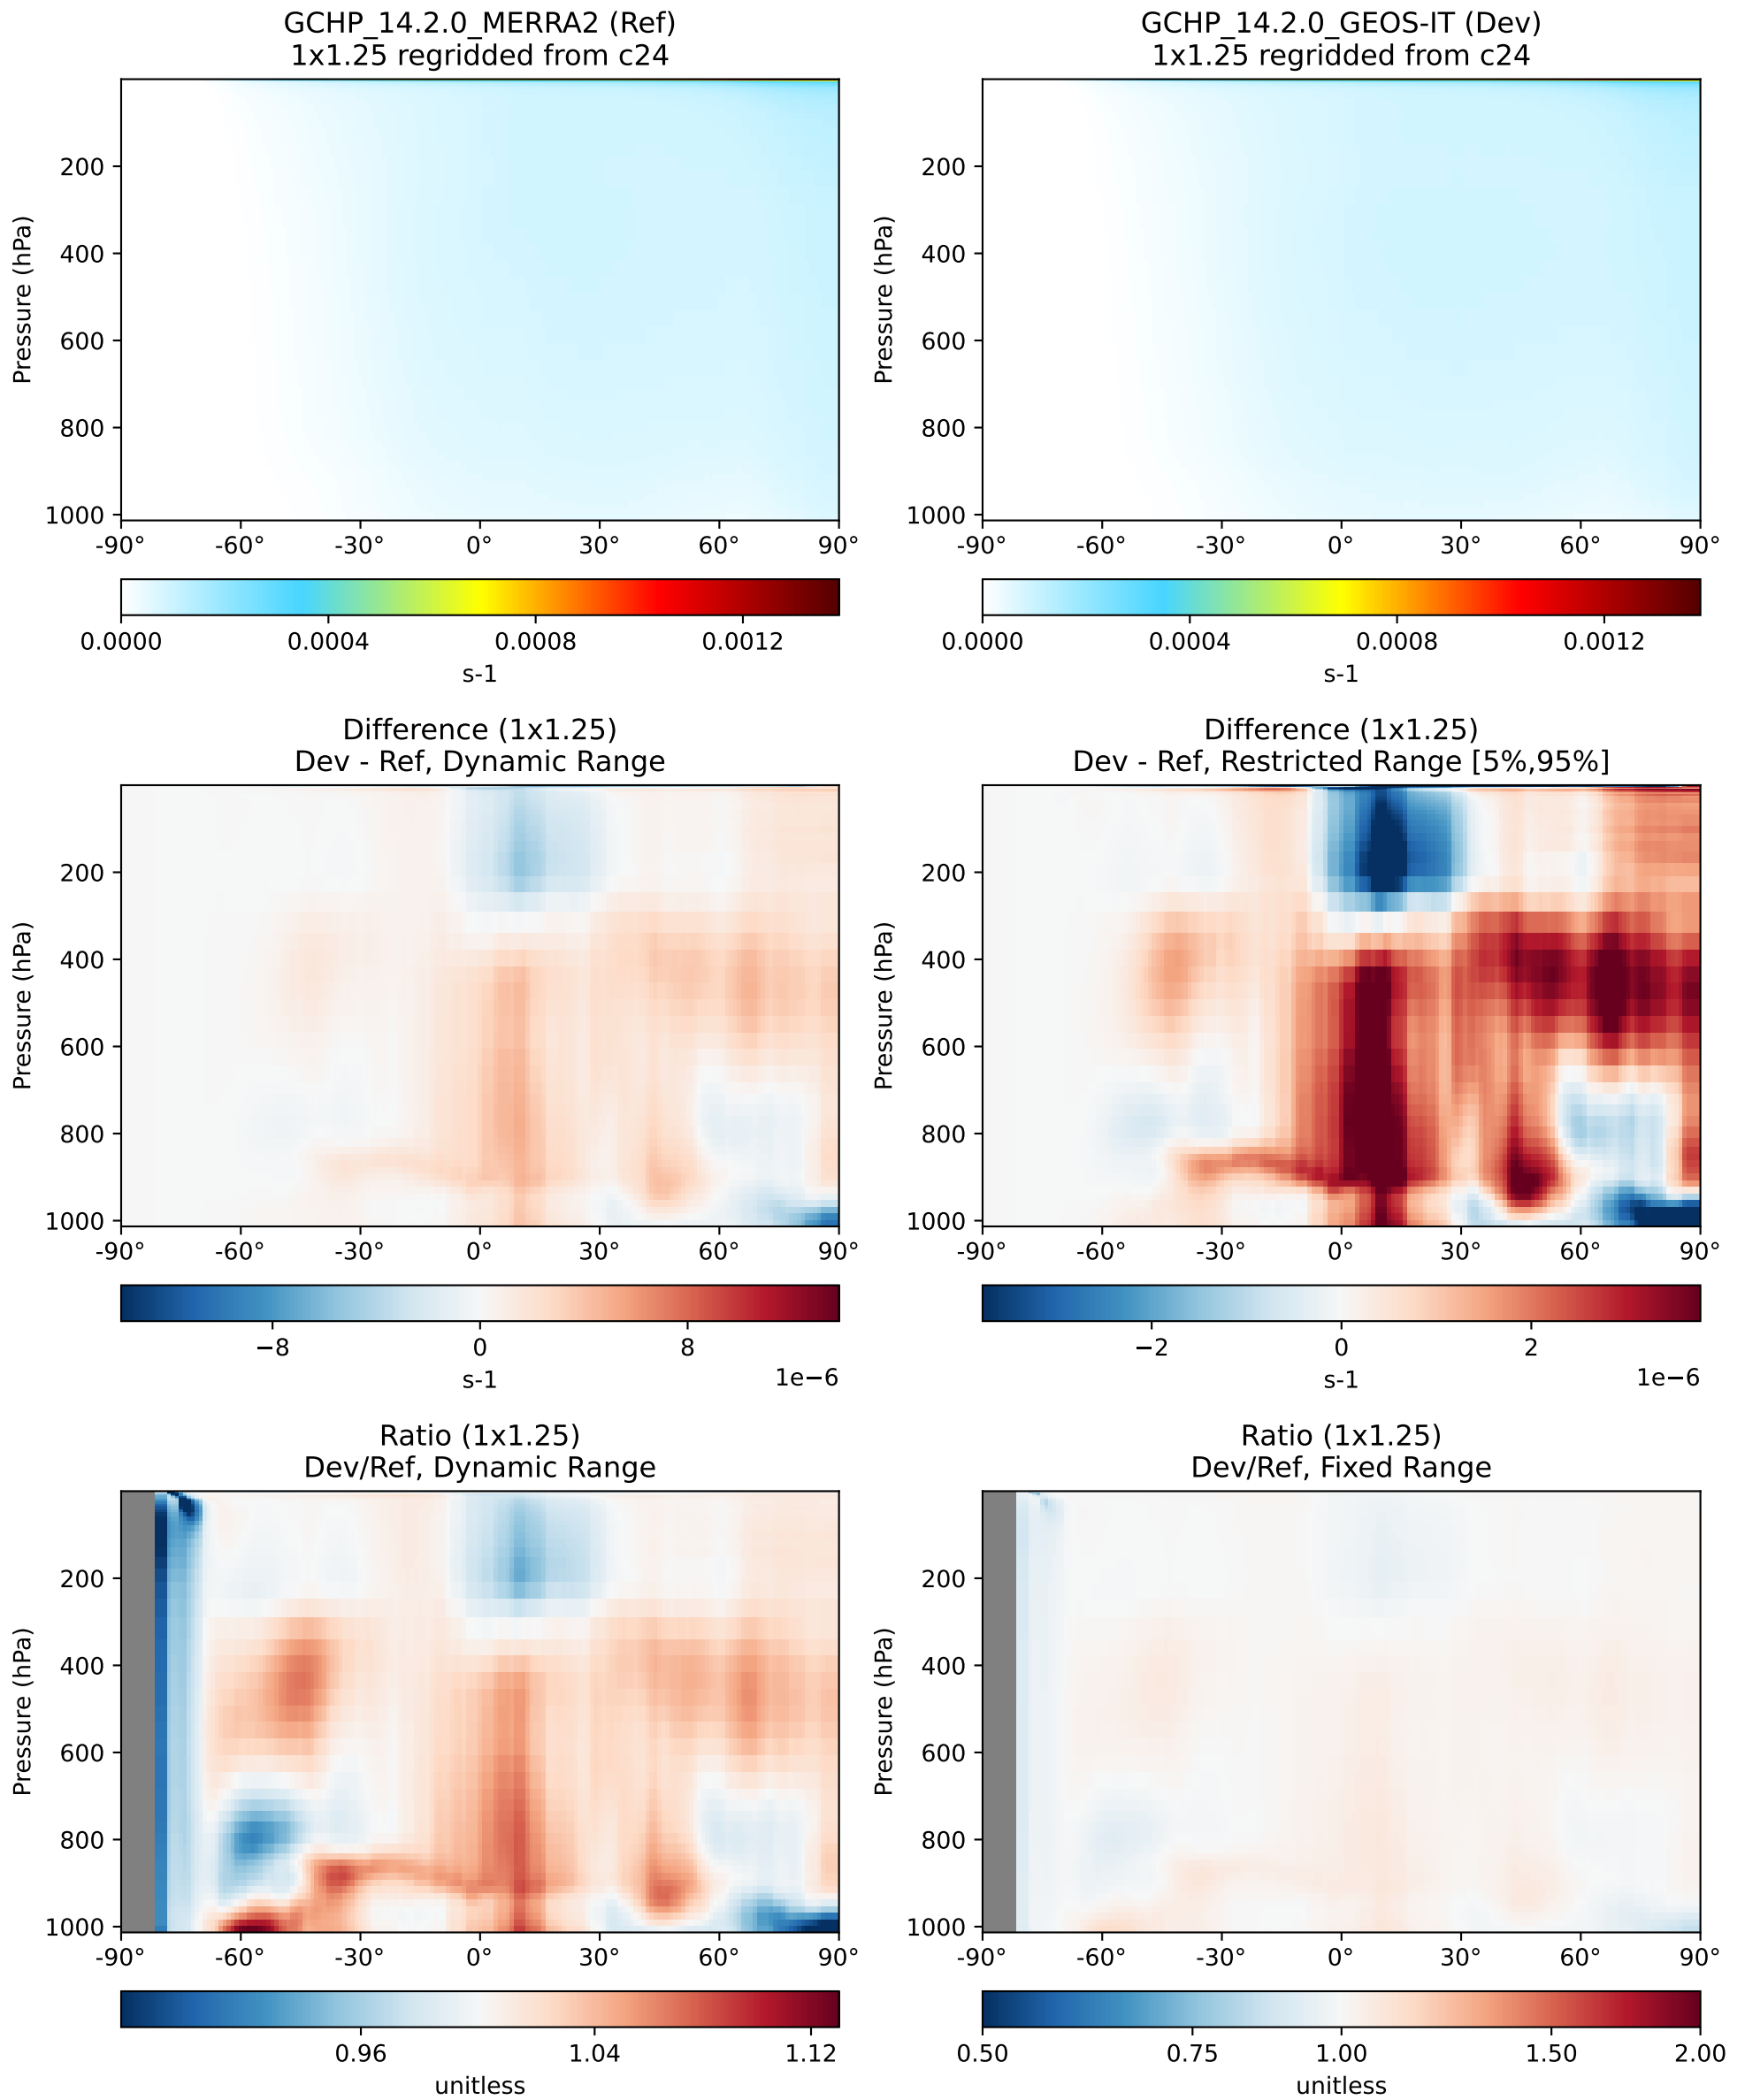 GCHP_14.2.0_MERRA2 (Ref)
1x1.25 regridded from c24
Pressure (hPa)
200
400
600
800
1000
-90° -60° -30° 0° 30° 60° 90°
0.0000 0.0004 0.0008 0.0012
s-1
GCHP_14.2.0_GEOS-IT (Dev)
1x1.25 regridded from c24
Pressure (hPa)
200
400
600
800
1000
-90° -60° -30° 0° 30° 60° 90°
0.0000 0.0004 0.0008 0.0012
s-1
Difference (1x1.25)
Dev - Ref, Dynamic Range
Pressure (hPa)
200
400
600
800
1000
-90° -60° -30° 0° 30° 60° 90°
−8 0 8
s-1 1e−6
Difference (1x1.25)
Dev - Ref, Restricted Range [5%,95%]
Pressure (hPa)
200
400
600
800
1000
-90° -60° -30° 0° 30° 60° 90°
−2 0 2
s-1 1e−6
Ratio (1x1.25)
Dev/Ref, Dynamic Range
Pressure (hPa)
200
400
600
800
1000
-90° -60° -30° 0° 30° 60° 90°
0.96 1.04 1.12
unitless
Ratio (1x1.25)
Dev/Ref, Fixed Range
Pressure (hPa)
200
400
600
800
1000
-90° -60° -30° 0° 30° 60° 90°
0.50 0.75 1.00 1.50 2.00
unitless